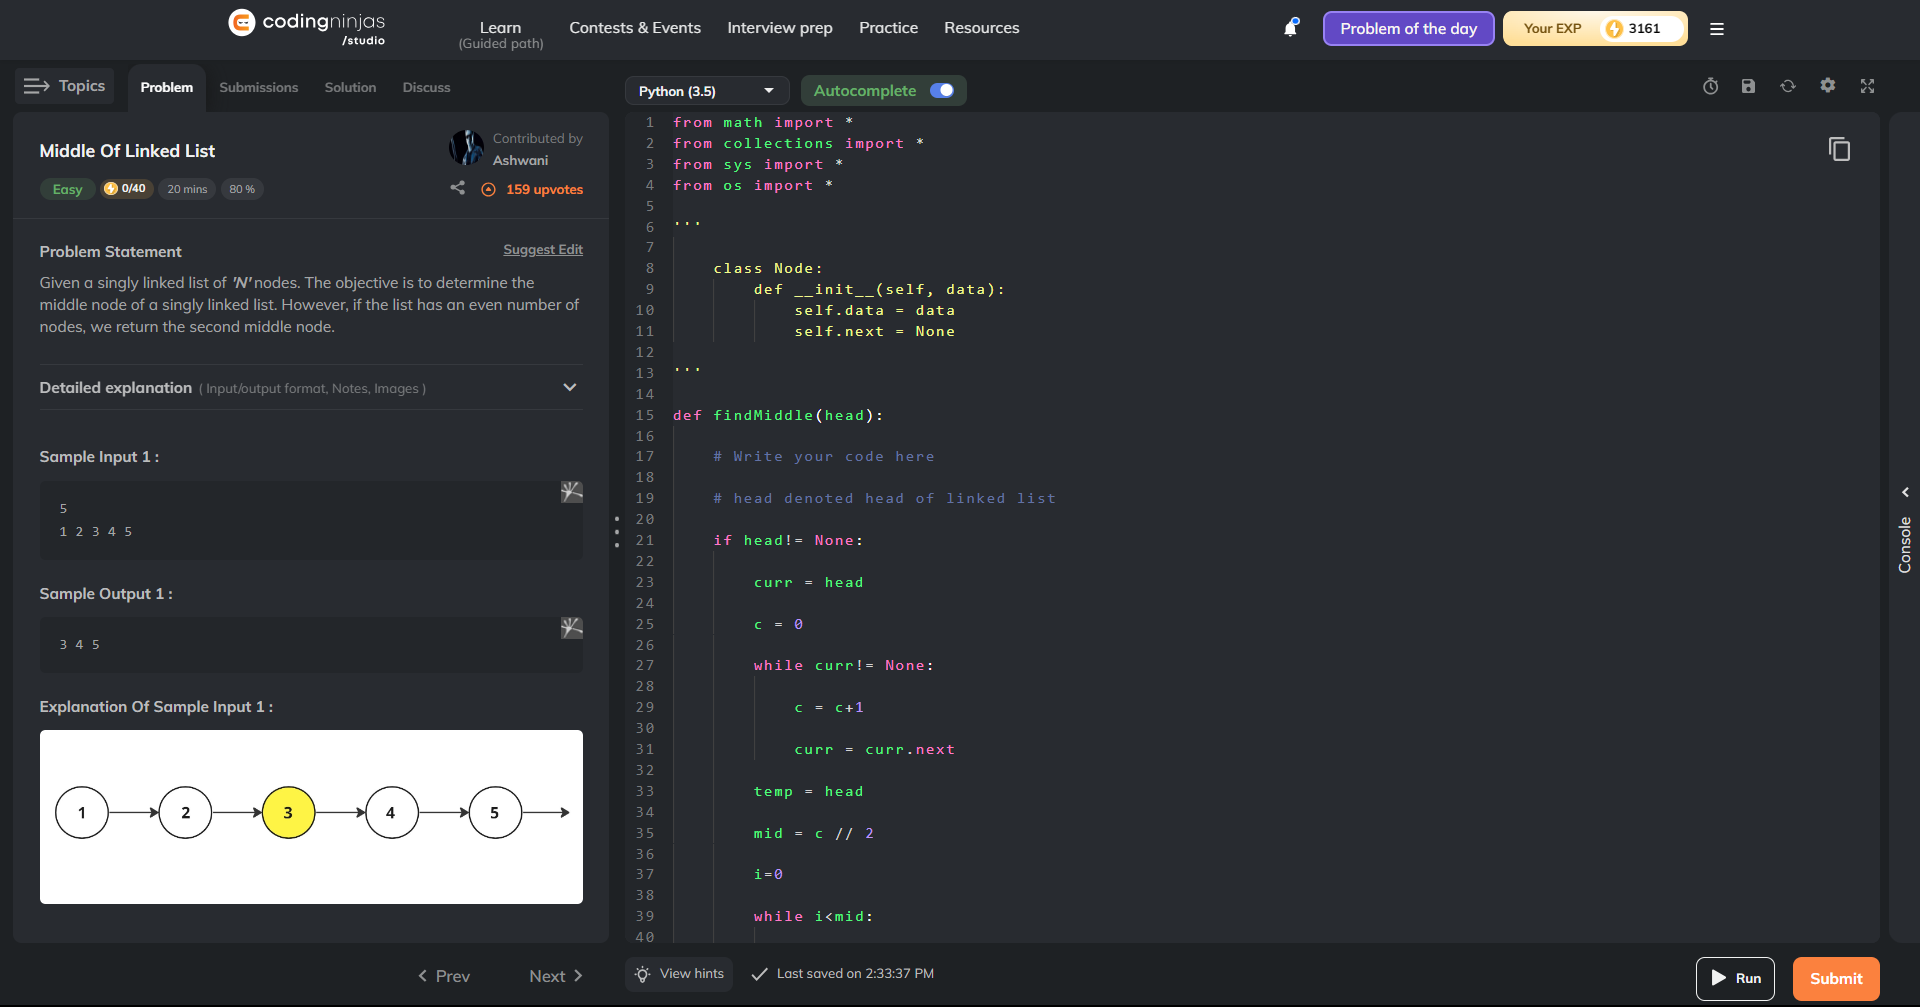 codingninjas
/studio
Learn
(Guided path)
Contests & Events
Interview prep
Practice
Resources
Problem of the day
Your EXP
3161
Topics
Problem
Submissions
Solution
Discuss
Python (3.5)
Autocomplete
Middle Of Linked List
Contributed by
Ashwani
Easy
0/40
20 mins
80 %
159 upvotes
Problem Statement
Suggest Edit
Given a singly linked list of 'N' nodes. The objective is to determine the
middle node of a singly linked list. However, if the list has an even number of
nodes, we return the second middle node.
Detailed explanation ( Input/output format, Notes, Images )
Sample Input 1 :
5
1 2 3 4 5
Sample Output 1 :
3 4 5
Explanation Of Sample Input 1 :
1 2 3 4 5
Prev
Next
1 from math import *
2 from collections import *
3 from sys import *
4 from os import *
5
6 '''
7
8 class Node:
9 def __init__(self, data):
10 self.data = data
11 self.next = None
12
13 '''
14
15 def findMiddle(head):
16
17 # Write your code here
18
19 # head denoted head of linked list
20
21 if head!= None:
22
23 curr = head
24
25 c = 0
26
27 while curr!= None:
28
29 c = c+1
30
31 curr = curr.next
32
33 temp = head
34
35 mid = c // 2
36
37 i=0
38
39 while i<mid:
40
Console
View hints
Last saved on 2:33:37 PM
Run
Submit